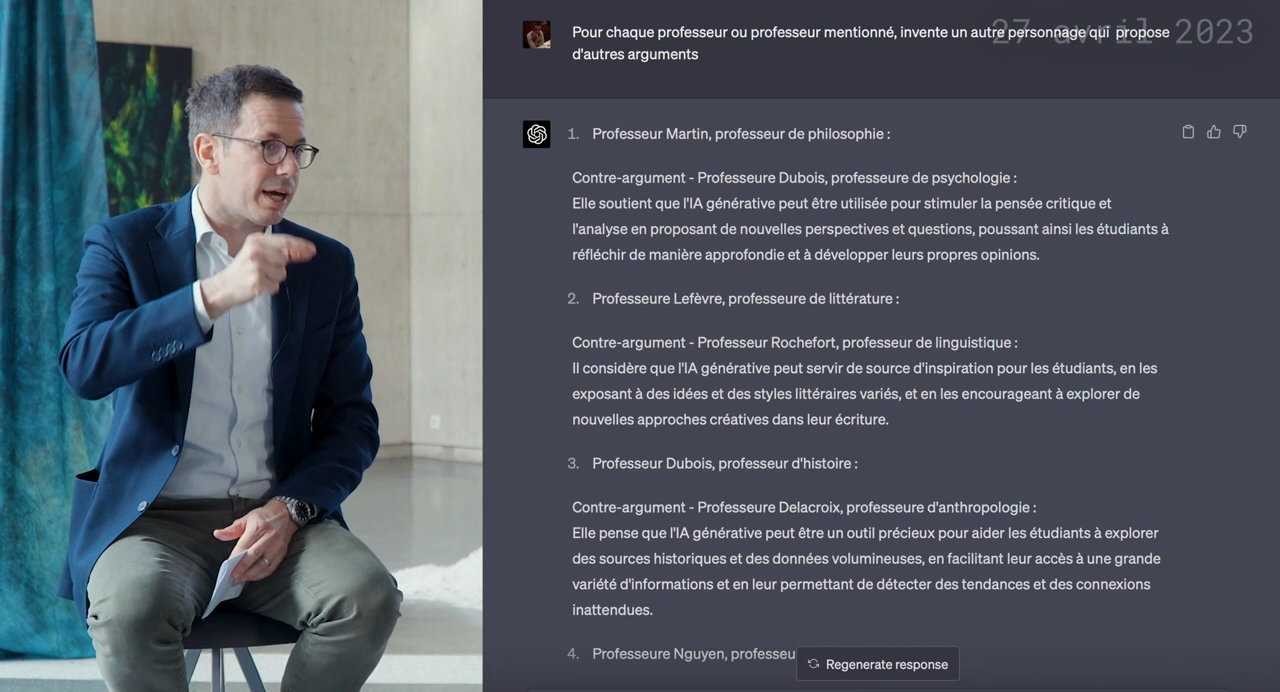 27 avril 2023
Pour chaque professeur ou professeur mentionné, invente un autre personnage qui propose
d'autres arguments
1. Professeur Martin, professeur de philosophie :
Contre-argument - Professeure Dubois, professeure de psychologie :
Elle soutient que l'IA générative peut être utilisée pour stimuler la pensée critique et
l'analyse en proposant de nouvelles perspectives et questions, poussant ainsi les étudiants à
réfléchir de manière approfondie et à développer leurs propres opinions.
2. Professeure Lefèvre, professeure de littérature :
Contre-argument - Professeur Rochefort, professeur de linguistique :
Il considère que l'IA générative peut servir de source d'inspiration pour les étudiants, en les
exposant à des idées et des styles littéraires variés, et en les encourageant à explorer de
nouvelles approches créatives dans leur écriture.
3. Professeur Dubois, professeur d'histoire :
Contre-argument - Professeure Delacroix, professeure d'anthropologie :
Elle pense que l'IA générative peut être un outil précieux pour aider les étudiants à explorer
des sources historiques et des données volumineuses, en facilitant leur accès à une grande
variété d'informations et en leur permettant de détecter des tendances et des connexions
inattendues.
4. Professeure Nguyen, professeu
Regenerate response